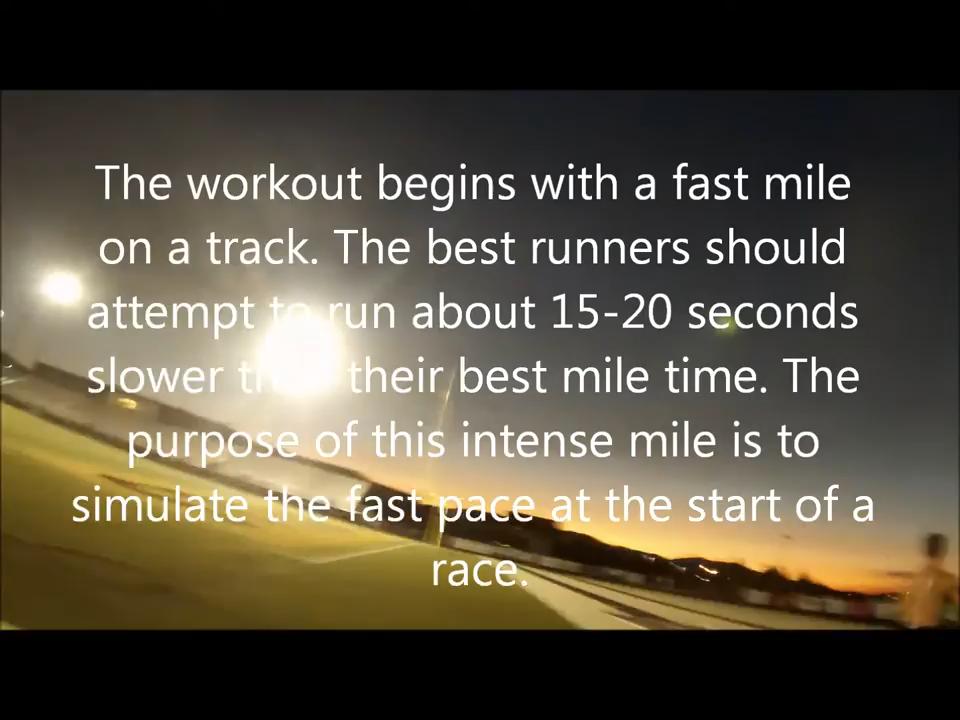 The workout begins with a fast mile
on a track. The best runners should
attempt to run about 15-20 seconds
slower than their best mile time. The
purpose of this intense mile is to
simulate the fast pace at the start of a
race.